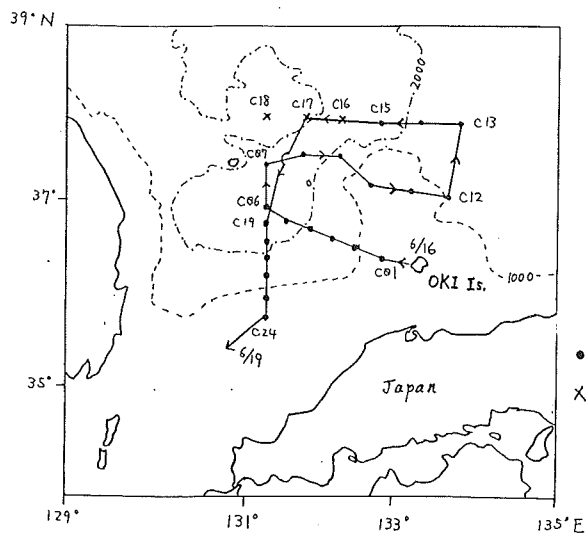 39° N
2000
C18
C17
C16
C15
C13
C07
37°
C06
C12
C19
6/16
C01
OKI Is.
1000
C24
6/19
35°
Japan
X
129°
131°
133°
135° E